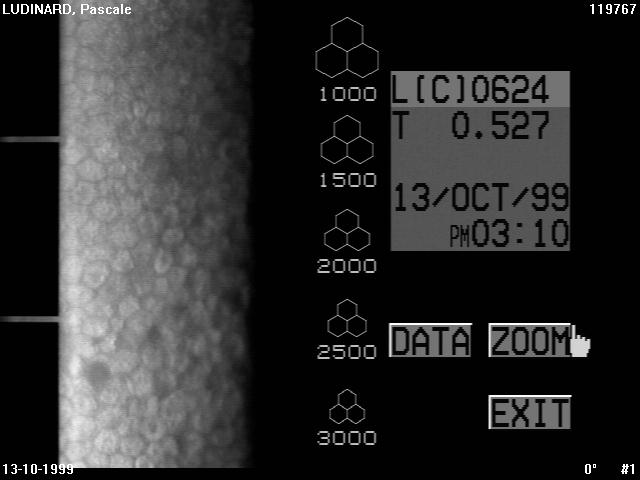 LUDINARD, Pascale
119767
1000
1500
2000
2500
3000
L[C]0624
T 0.527
13/OCT/99
PM03:10
DATA ZOOM
EXIT
13-10-1999
0° #1